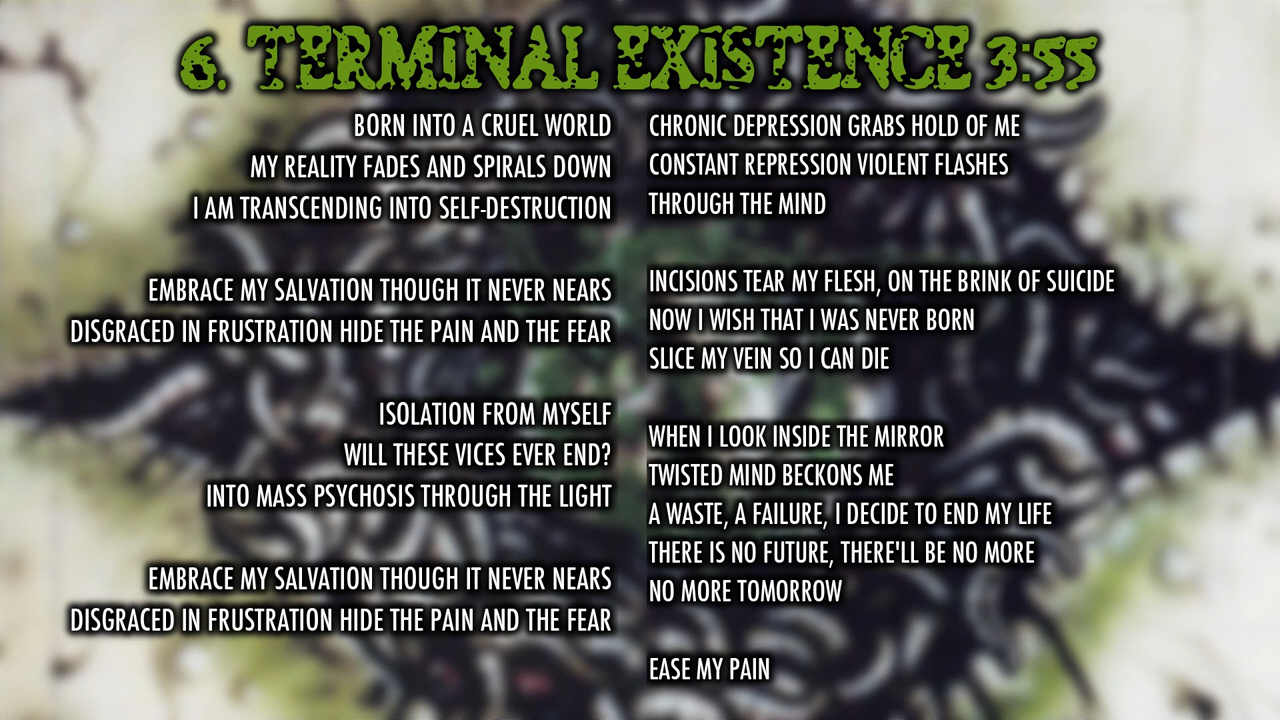 6. TERMINAL EXISTENCE 3:55
BORN INTO A CRUEL WORLD
MY REALITY FADES AND SPIRALS DOWN
I AM TRANSCENDING INTO SELF-DESTRUCTION
EMBRACE MY SALVATION THOUGH IT NEVER NEARS
DISGRACED IN FRUSTRATION HIDE THE PAIN AND THE FEAR
ISOLATION FROM MYSELF
WILL THESE VICES EVER END?
INTO MASS PSYCHOSIS THROUGH THE LIGHT
EMBRACE MY SALVATION THOUGH IT NEVER NEARS
DISGRACED IN FRUSTRATION HIDE THE PAIN AND THE FEAR
CHRONIC DEPRESSION GRABS HOLD OF ME
CONSTANT REPRESSION VIOLENT FLASHES
THROUGH THE MIND
INCISIONS TEAR MY FLESH, ON THE BRINK OF SUICIDE
NOW I WISH THAT I WAS NEVER BORN
SLICE MY VEIN SO I CAN DIE
WHEN I LOOK INSIDE THE MIRROR
TWISTED MIND BECKONS ME
A WASTE, A FAILURE, I DECIDE TO END MY LIFE
THERE IS NO FUTURE, THERE'LL BE NO MORE
NO MORE TOMORROW
EASE MY PAIN